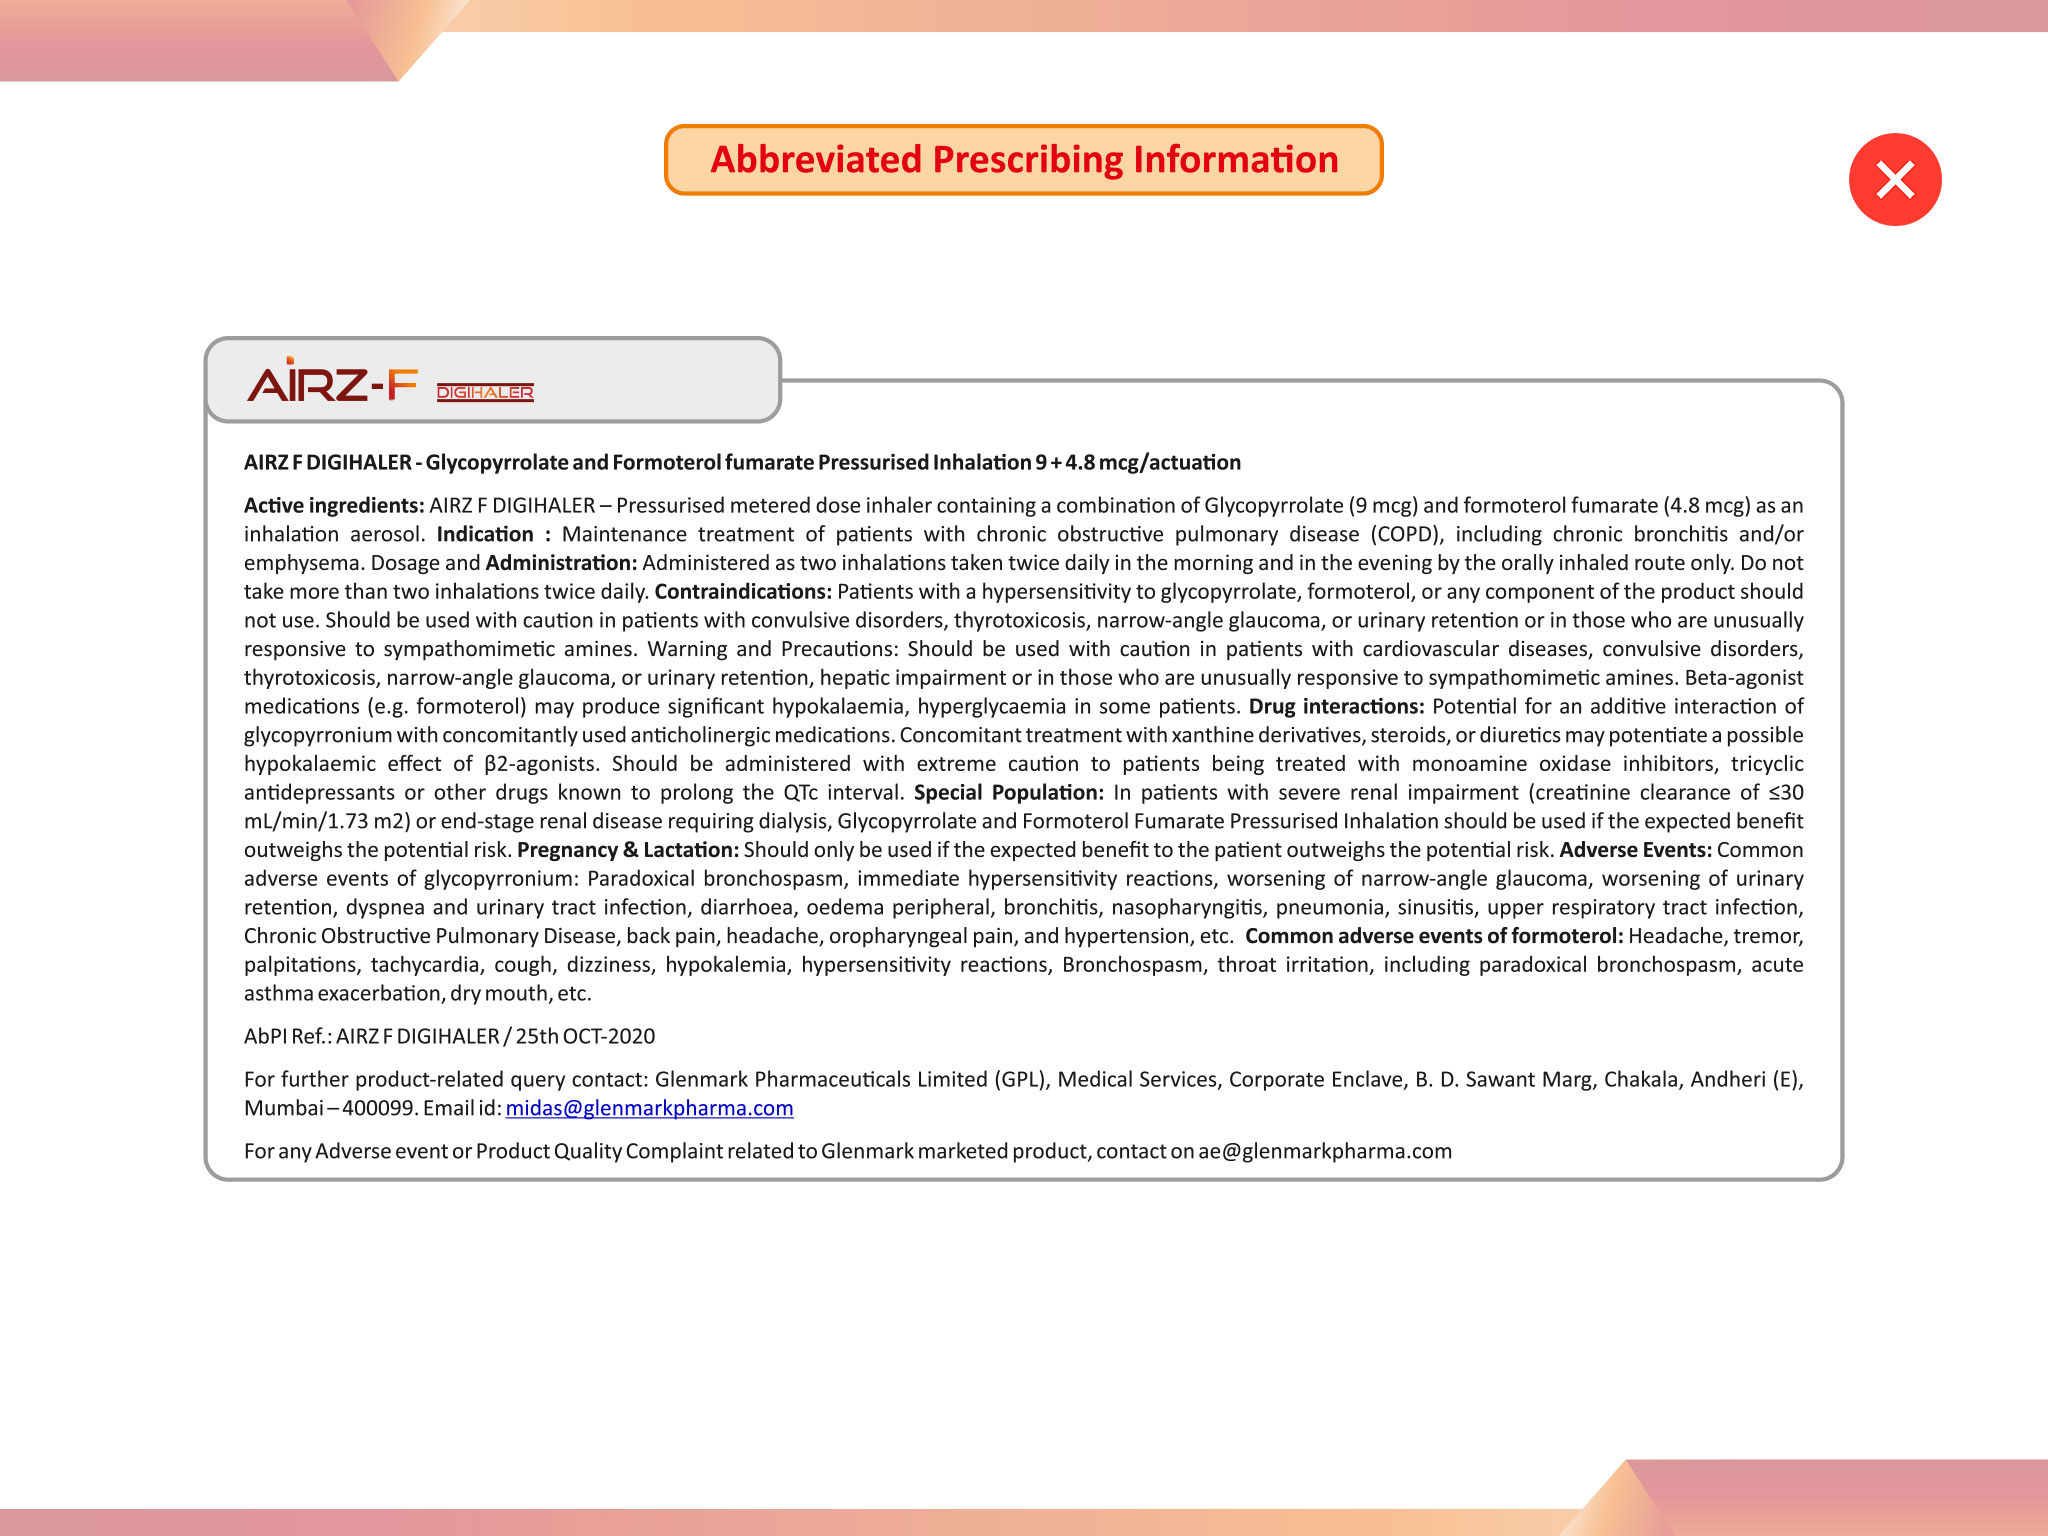 Abbreviated Prescribing Information
AiRZ-F DIGIHALER
AIRZ F DIGIHALER - Glycopyrrolate and Formoterol fumarate Pressurised Inhalation 9 + 4.8 mcg/actuation
Active ingredients: AIRZ F DIGIHALER – Pressurised metered dose inhaler containing a combination of Glycopyrrolate (9 mcg) and formoterol fumarate (4.8 mcg) as an
inhalation aerosol. Indication : Maintenance treatment of patients with chronic obstructive pulmonary disease (COPD), including chronic bronchitis and/or
emphysema. Dosage and Administration: Administered as two inhalations taken twice daily in the morning and in the evening by the orally inhaled route only. Do not
take more than two inhalations twice daily. Contraindications: Patients with a hypersensitivity to glycopyrrolate, formoterol, or any component of the product should
not use. Should be used with caution in patients with convulsive disorders, thyrotoxicosis, narrow-angle glaucoma, or urinary retention or in those who are unusually
responsive to sympathomimetic amines. Warning and Precautions: Should be used with caution in patients with cardiovascular diseases, convulsive disorders,
thyrotoxicosis, narrow-angle glaucoma, or urinary retention, hepatic impairment or in those who are unusually responsive to sympathomimetic amines. Beta-agonist
medications (e.g. formoterol) may produce significant hypokalaemia, hyperglycaemia in some patients. Drug interactions: Potential for an additive interaction of
glycopyrronium with concomitantly used anticholinergic medications. Concomitant treatment with xanthine derivatives, steroids, or diuretics may potentiate a possible
hypokalaemic effect of β2-agonists. Should be administered with extreme caution to patients being treated with monoamine oxidase inhibitors, tricyclic
antidepressants or other drugs known to prolong the QTc interval. Special Population: In patients with severe renal impairment (creatinine clearance of ≤30
mL/min/1.73 m2) or end-stage renal disease requiring dialysis, Glycopyrrolate and Formoterol Fumarate Pressurised Inhalation should be used if the expected benefit
outweighs the potential risk. Pregnancy & Lactation: Should only be used if the expected benefit to the patient outweighs the potential risk. Adverse Events: Common
adverse events of glycopyrronium: Paradoxical bronchospasm, immediate hypersensitivity reactions, worsening of narrow-angle glaucoma, worsening of urinary
retention, dyspnea and urinary tract infection, diarrhoea, oedema peripheral, bronchitis, nasopharyngitis, pneumonia, sinusitis, upper respiratory tract infection,
Chronic Obstructive Pulmonary Disease, back pain, headache, oropharyngeal pain, and hypertension, etc. Common adverse events of formoterol: Headache, tremor,
palpitations, tachycardia, cough, dizziness, hypokalemia, hypersensitivity reactions, Bronchospasm, throat irritation, including paradoxical bronchospasm, acute
asthma exacerbation, dry mouth, etc.
AbPI Ref.: AIRZ F DIGIHALER / 25th OCT-2020
For further product-related query contact: Glenmark Pharmaceuticals Limited (GPL), Medical Services, Corporate Enclave, B. D. Sawant Marg, Chakala, Andheri (E),
Mumbai – 400099. Email id: midas@glenmarkpharma.com
For any Adverse event or Product Quality Complaint related to Glenmark marketed product, contact on ae@glenmarkpharma.com